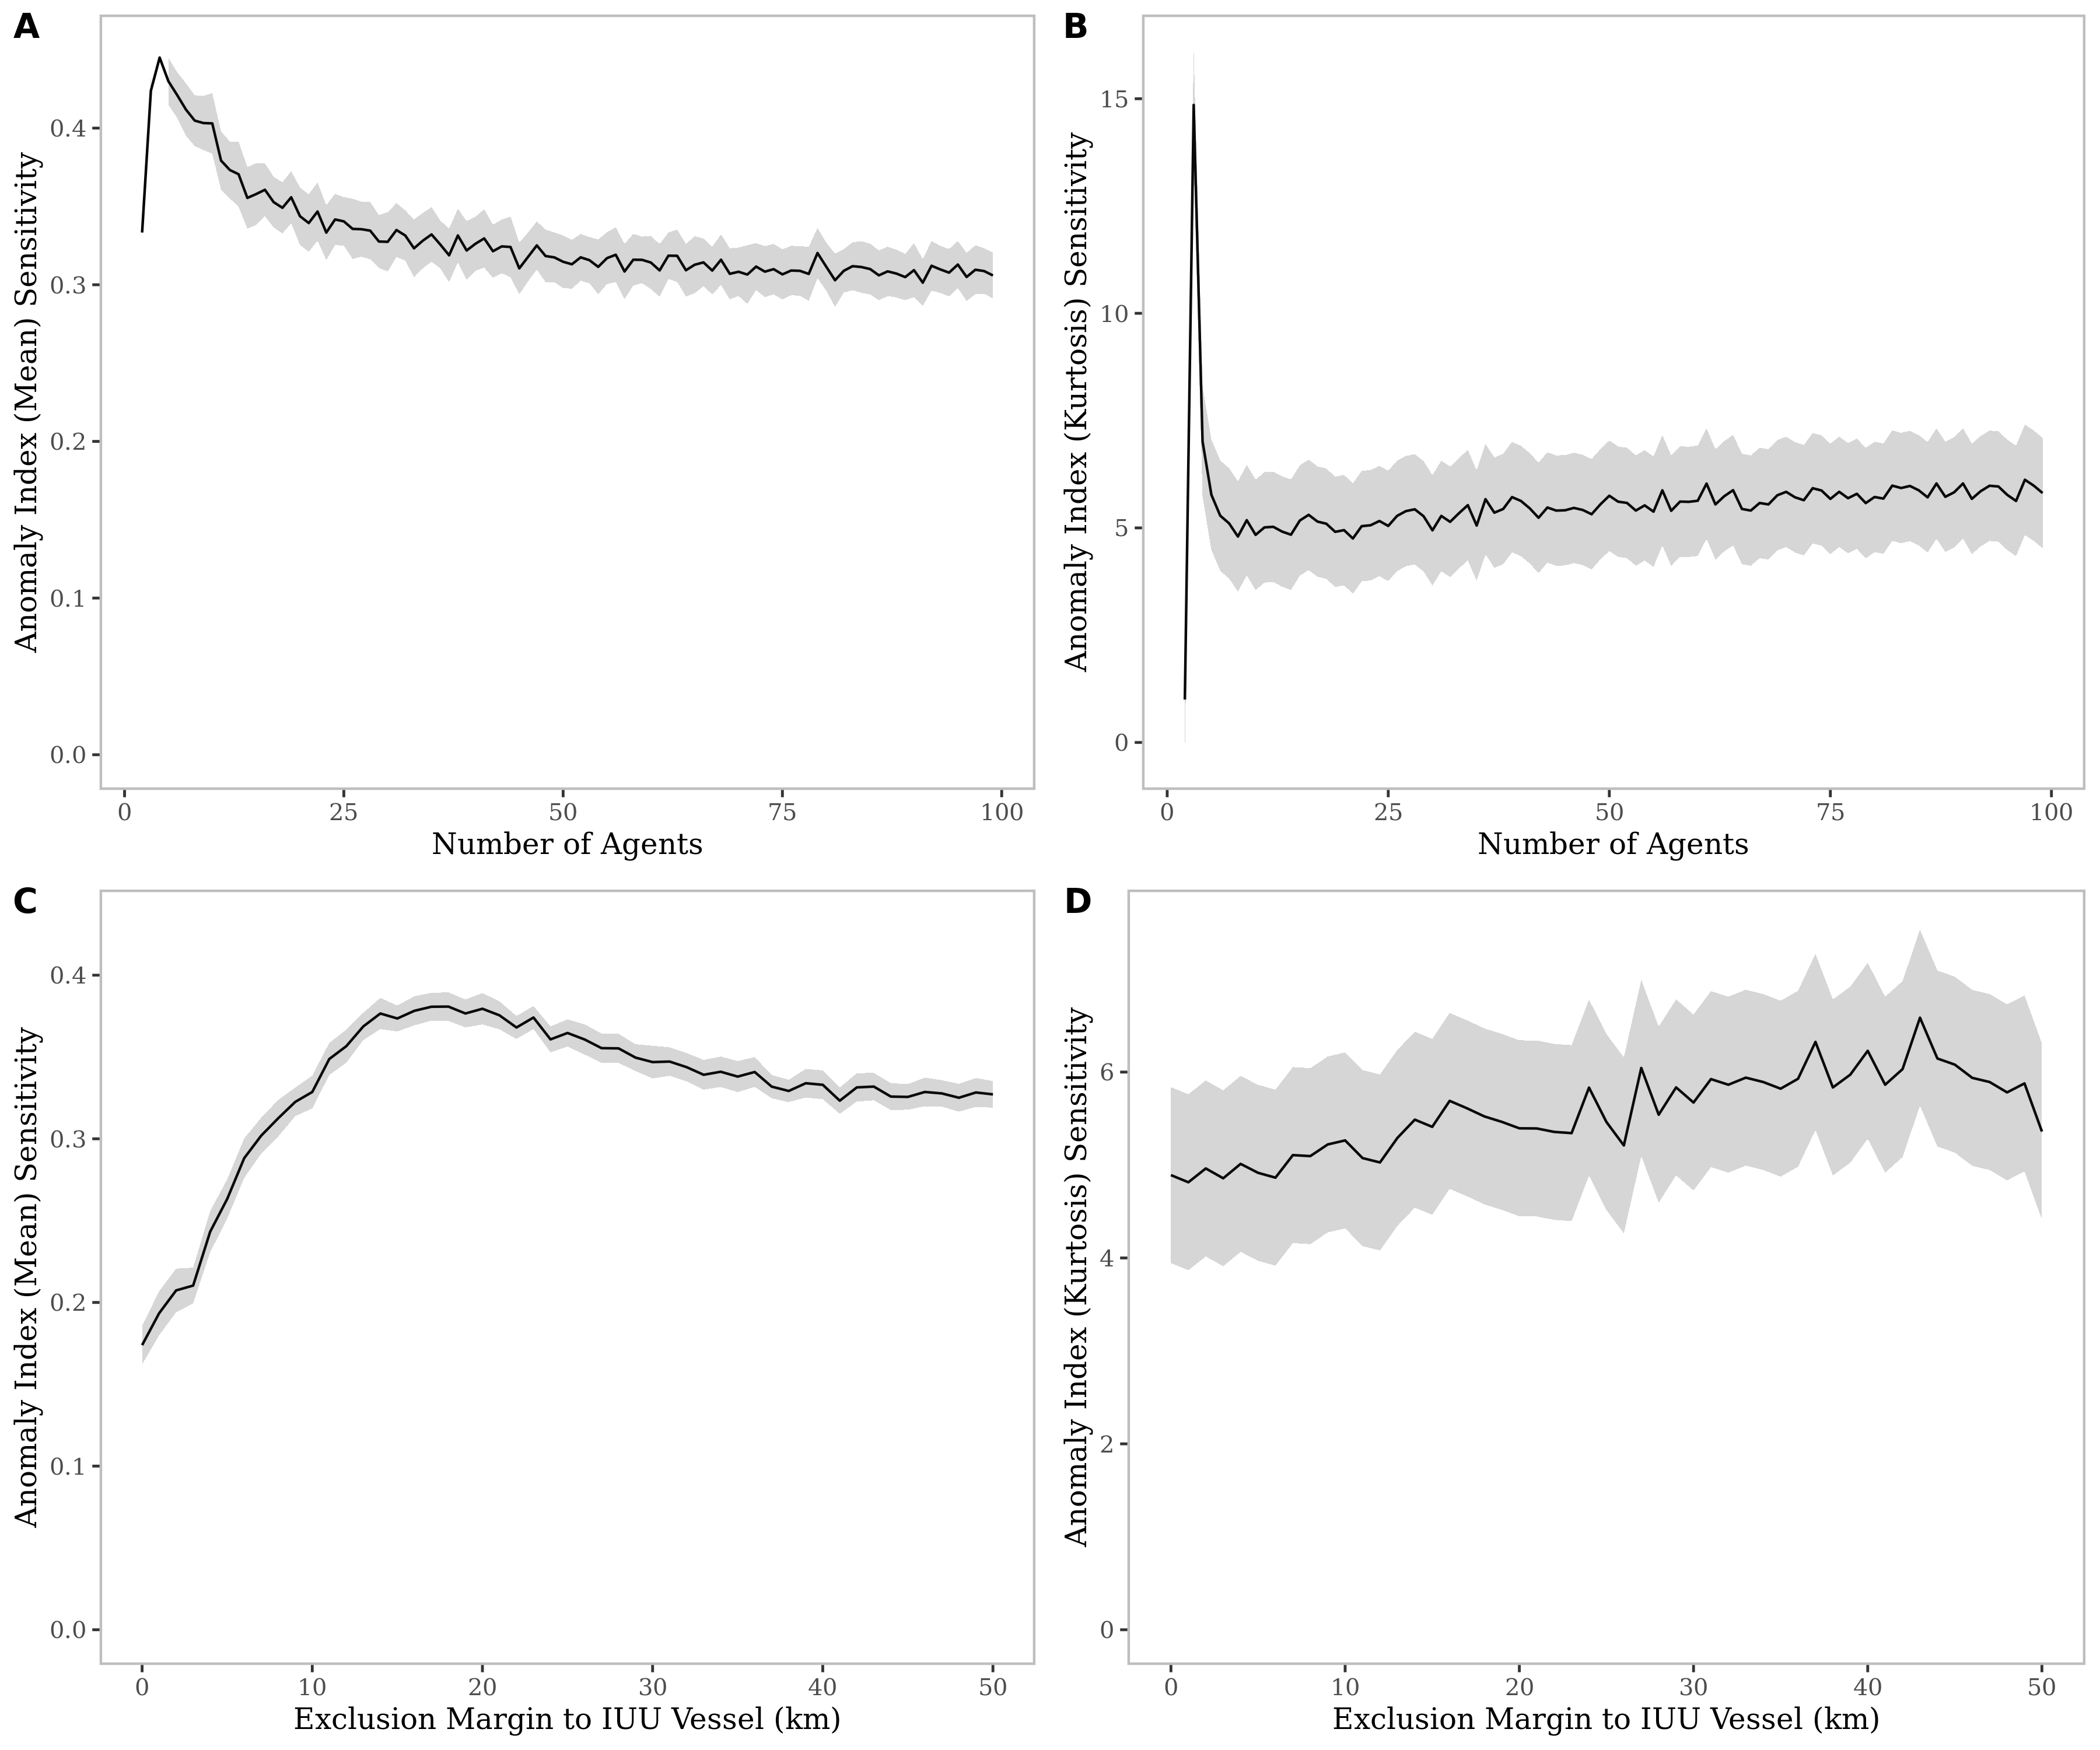 A
Anomaly Index (Mean) Sensitivity
0.4
0.3
0.2
0.1
0.0
0 25 50 75 100
Number of Agents
B
Anomaly Index (Kurtosis) Sensitivity
15
10
5
0
0 25 50 75 100
Number of Agents
C
Anomaly Index (Mean) Sensitivity
0.4
0.3
0.2
0.1
0.0
0 10 20 30 40 50
Exclusion Margin to IUU Vessel (km)
D
Anomaly Index (Kurtosis) Sensitivity
6
4
2
0
0 10 20 30 40 50
Exclusion Margin to IUU Vessel (km)